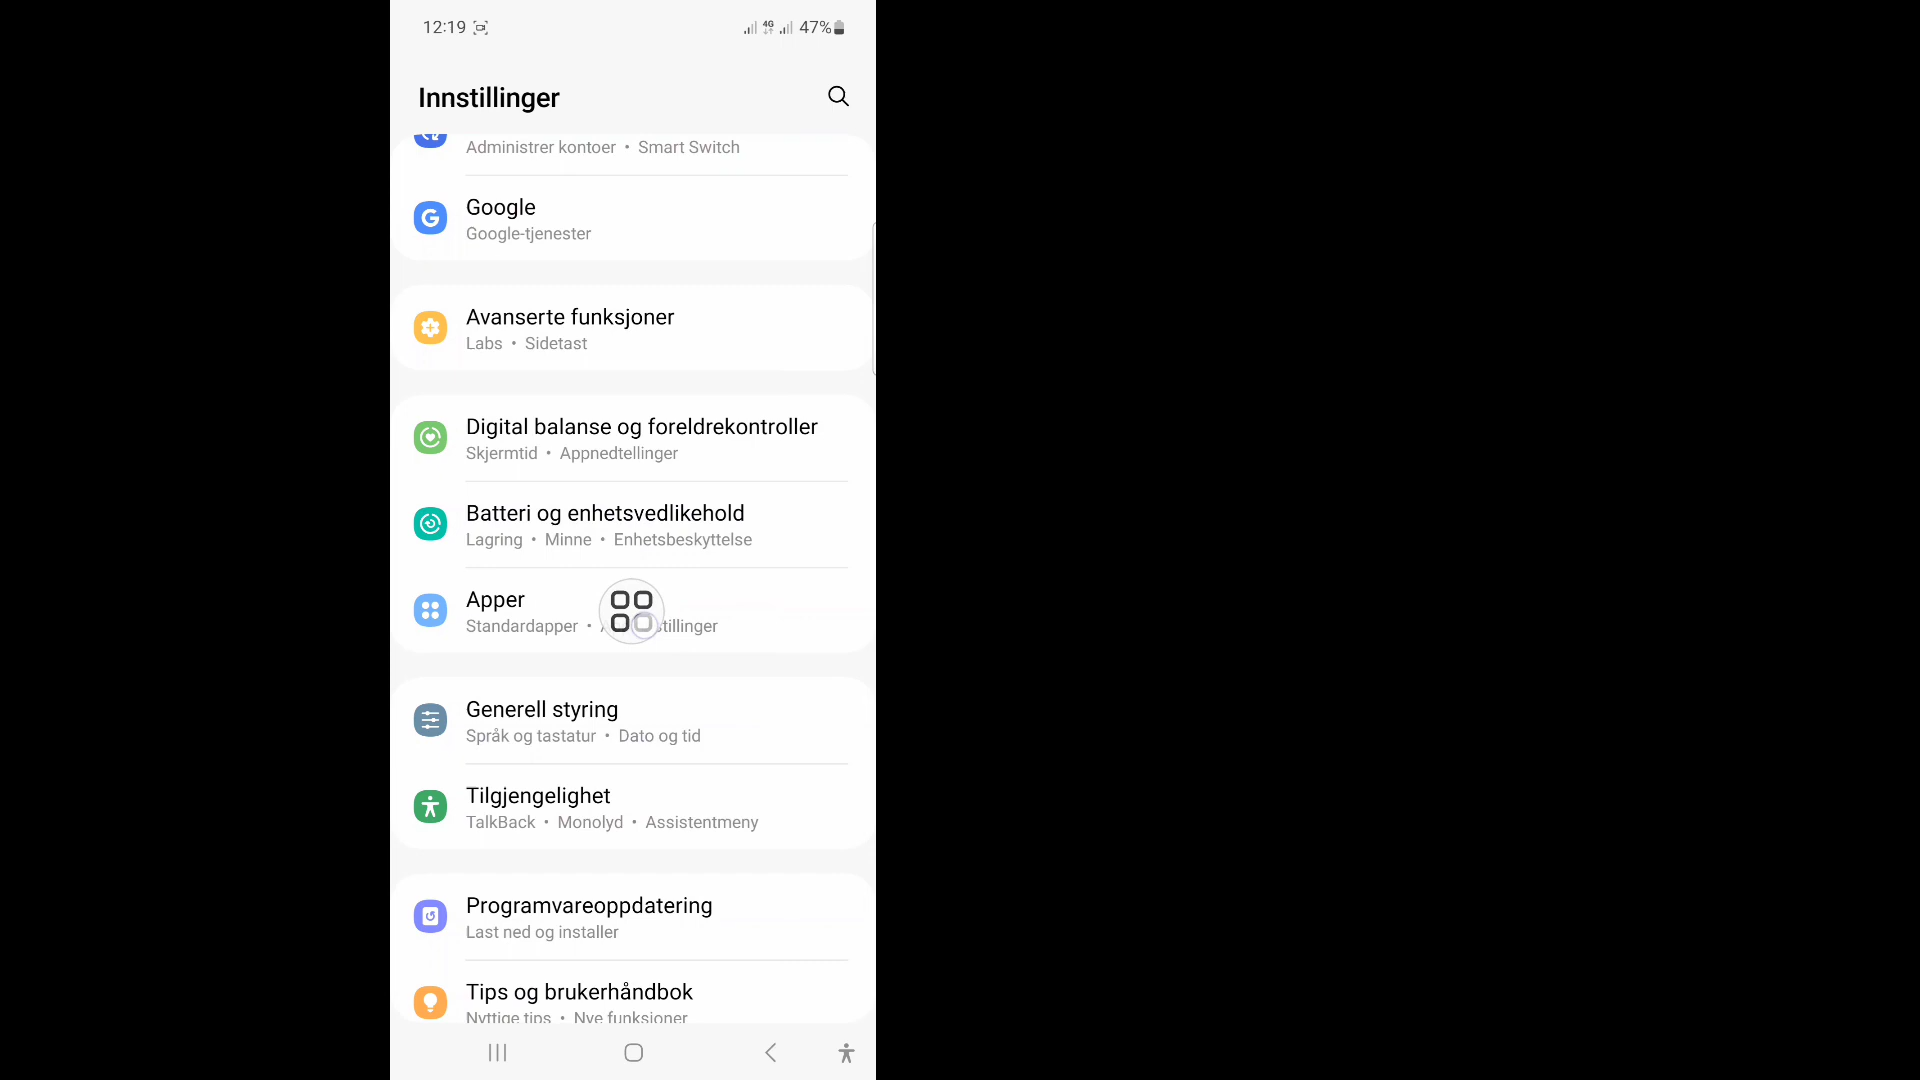 12:19 4G 47%
Innstillinger
Administrer kontoer • Smart Switch
Google
Google-tjenester
Avanserte funksjoner
Labs • Sidetast
Digital balanse og foreldrekontroller
Skjermtid • Appnedtellinger
Batteri og enhetsvedlikehold
Lagring • Minne • Enhetsbeskyttelse
Apper
Standardapper •
Generell styring
Språk og tastatur • Dato og tid
Tilgjengelighet
TalkBack • Monolyd • Assistentmeny
Programvareoppdatering
Last ned og installer
Tips og brukerhåndbok
Nyttige tips • Nye funksjoner